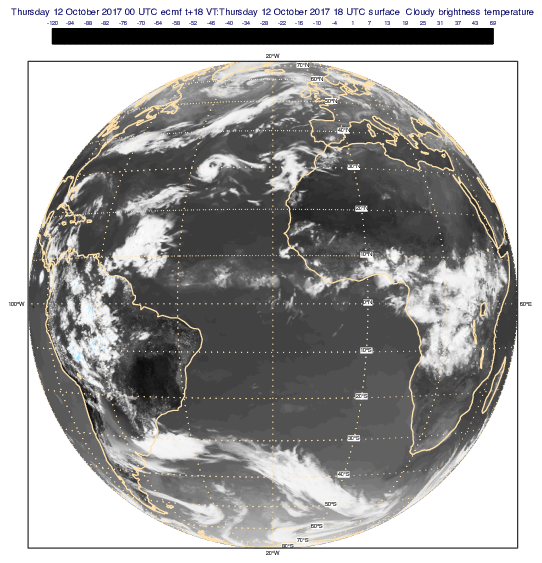 Thursday 12 October 2017 00 UTC ecmf t+18 VT:Thursday 12 October 2017 18 UTC surface Cloudy brightness temperature
-120 -94 -88 -82 -76 -70 -64 -58 -52 -46 -40 -34 -28 -22 -16 -10 -4 1 7 13 19 25 31 37 43 69
20°W
70°N
60°N
50°N
40°N
30°N
20°N
10°N
100°W 0°N 60°E
10°S
20°S
30°S
40°S
50°S
60°S
70°S
80°S
20°W